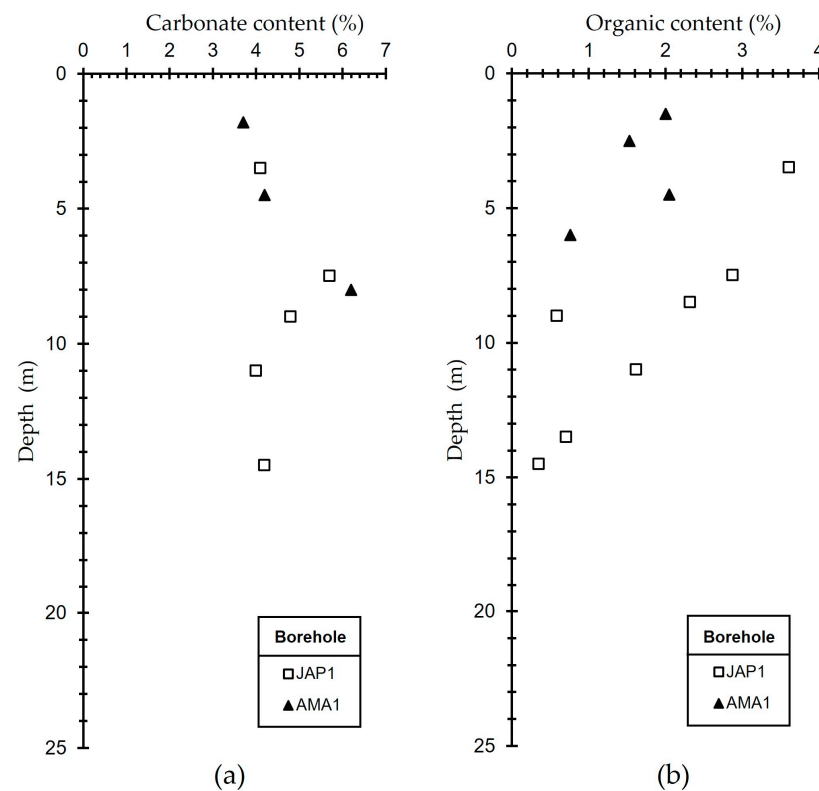 Carbonate content (%)
0 1 2 3 4 5 6 7
0
5
10
15
20
25
Depth (m)
Borehole
JAP1
AMA1
(a)
Organic content (%)
0 1 2 3 4
0
5
10
15
20
25
Depth (m)
Borehole
JAP1
AMA1
(b)